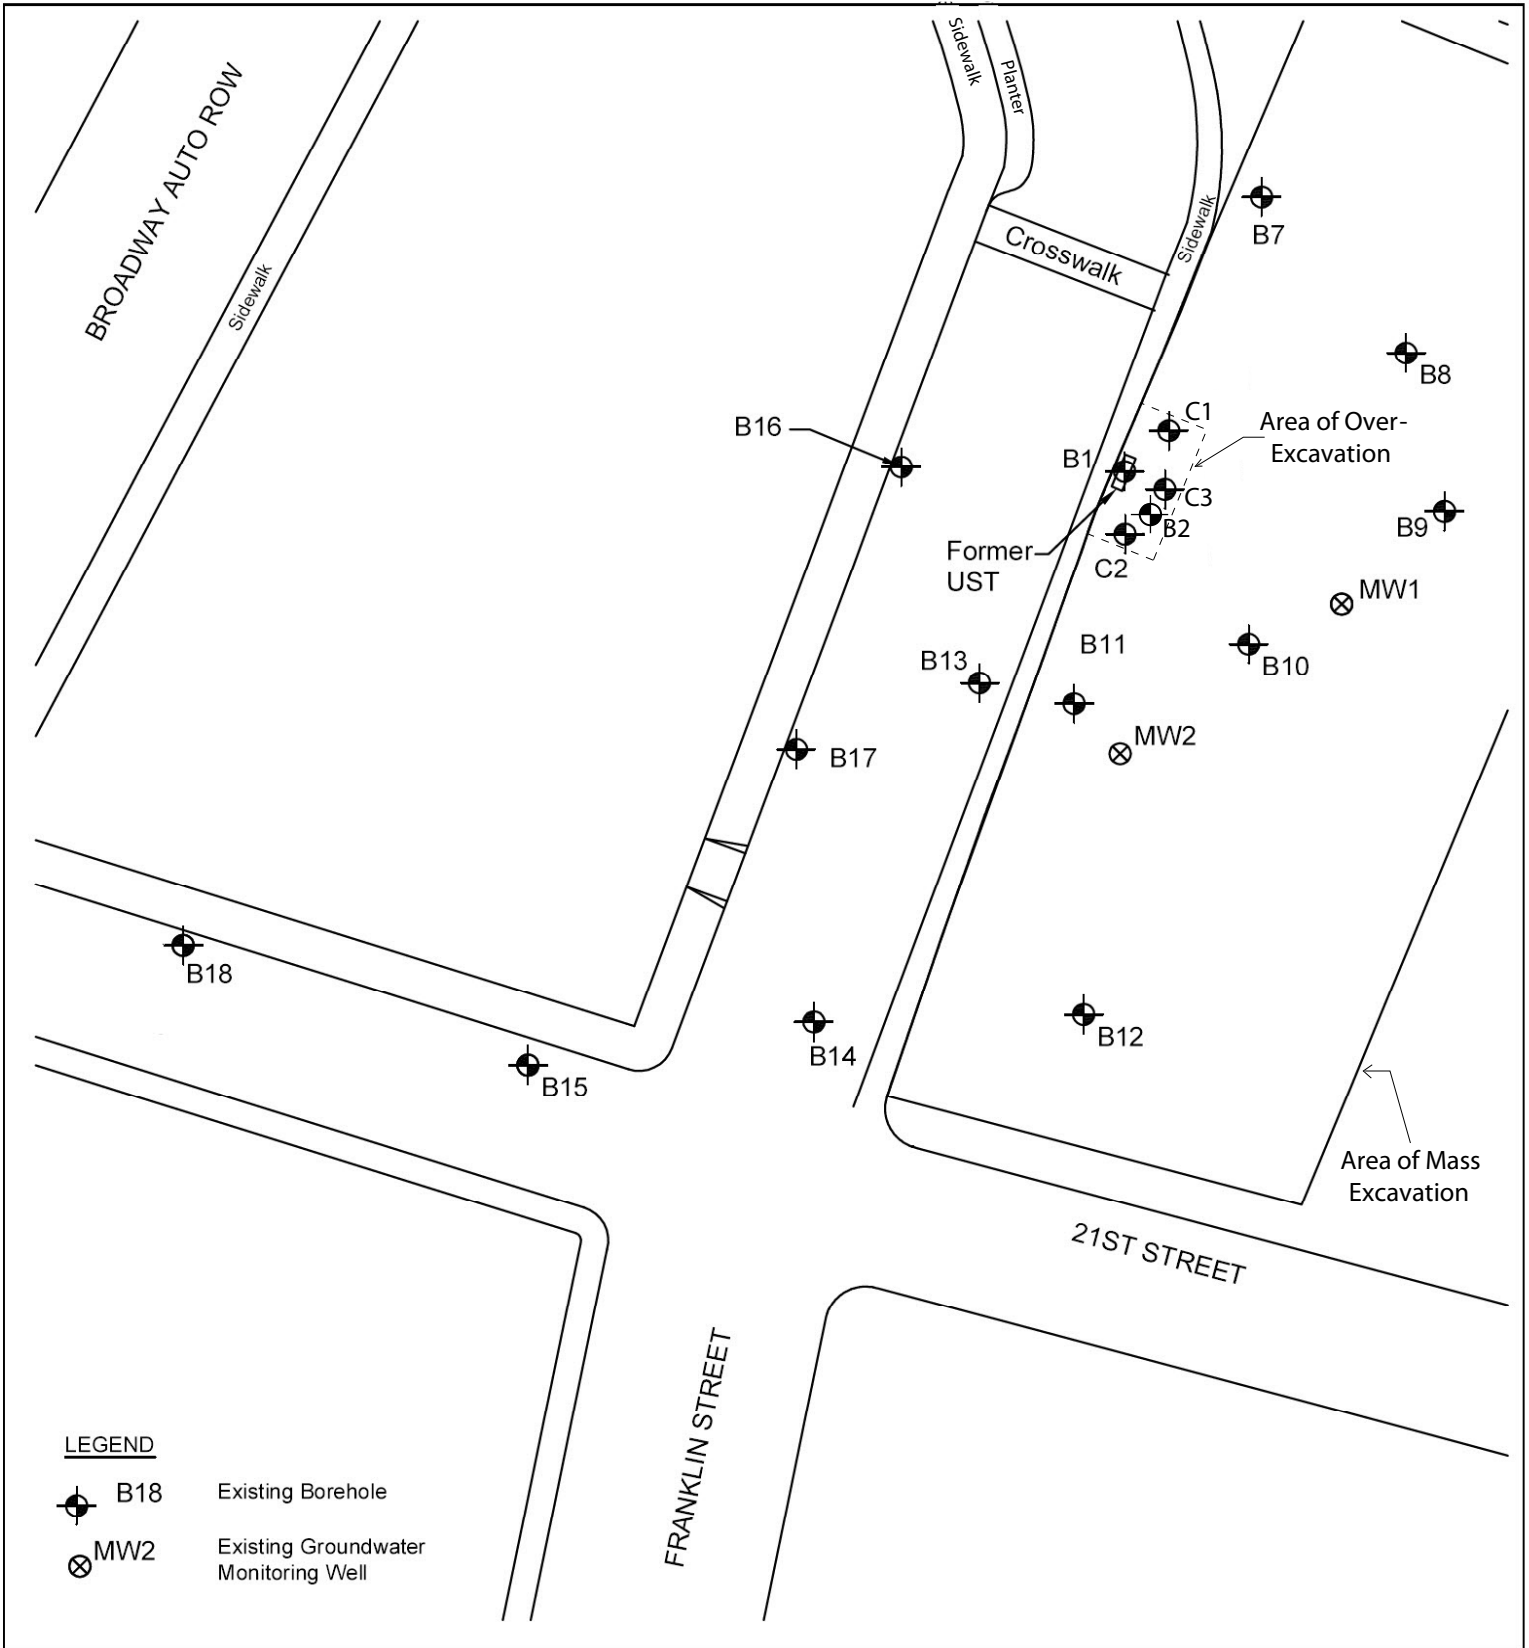 Sidewalk
Planter
BROADWAY AUTO ROW
Sidewalk
Sidewalk
Crosswalk
B7
B8
C1
Area of Over-
Excavation
B16
B1
C3
B9
B2
Former
UST
C2
MW1
B11
B13
B10
MW2
B17
B18
B12
B14
B15
Area of Mass
Excavation
21ST STREET
FRANKLIN STREET
LEGEND
B18 Existing Borehole
MW2 Existing Groundwater
Monitoring Well